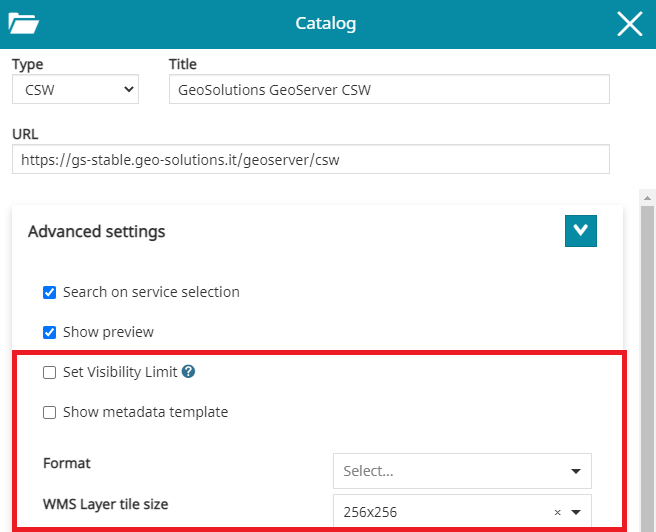 Catalog
Type Title
CSW GeoSolutions GeoServer CSW
URL
https://gs-stable.geo-solutions.it/geoserver/csw
Advanced settings
Search on service selection
Show preview
Set Visibility Limit ?
Show metadata template
Format Select...
WMS Layer tile size 256x256 ×